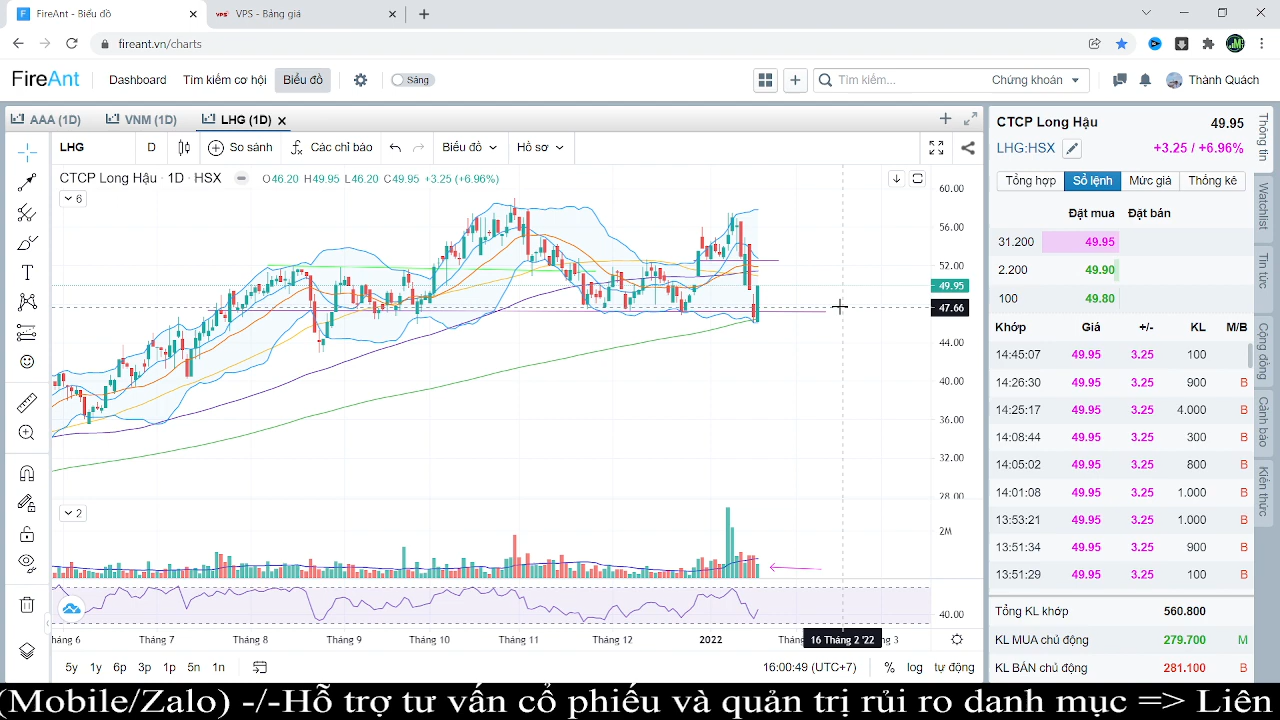 FireAnt - Biểu đồ
VPS - Bảng giá
fireant.vn/charts
FireAnt
Dashboard
Tìm kiếm cơ hội
Biểu đồ
Sáng
Tìm kiếm...
Chứng khoán
Thành Quách
AAA (1D)
VNM (1D)
LHG (1D)
LHG
D
So sánh
Các chỉ báo
Biểu đồ
Hồ sơ
CTCP Long Hậu · 1D · HSX
O46.20 H49.95 L46.20 C49.95 +3.25 (+6.96%)
6
60.00
56.00
52.00
49.95
47.66
44.00
40.00
36.00
32.00
28.00
2
2M
40.00
Tháng 7
Tháng 8
Tháng 9
Tháng 10
Tháng 11
Tháng 12
2022
16 Tháng 2 '22
5y 1y 6p 3p 1p 5n 1n
16:00:49 (UTC+7)
% log tự động
CTCP Long Hậu 49.95
LHG:HSX +3.25 / +6.96%
Tổng hợp Sổ lệnh Mức giá Thống kê
Đặt mua Đặt bán
31.200 49.95
2.200 49.90
100 49.80
Khớp Giá +/- KL M/B
14:45:07 49.95 3.25 100
14:26:30 49.95 3.25 900 B
14:25:17 49.95 3.25 4.000 B
14:08:44 49.95 3.25 300 B
14:05:02 49.95 3.25 800 B
14:01:08 49.95 3.25 1.000 B
13:53:21 49.95 3.25 1.000 B
13:51:34 49.95 3.25 900 B
13:51:29 49.95 3.25 100 B
Tổng KL khớp 560.800
KL MUA chủ động 279.700 M
KL BÁN chủ động 281.100 B
Thông tin
Watchlist
Tin tức
Cộng đồng
Cảnh báo
Kiến thức
(Mobile/Zalo) -/-Hỗ trợ tư vấn cổ phiếu và quản trị rủi ro danh mục => Liên